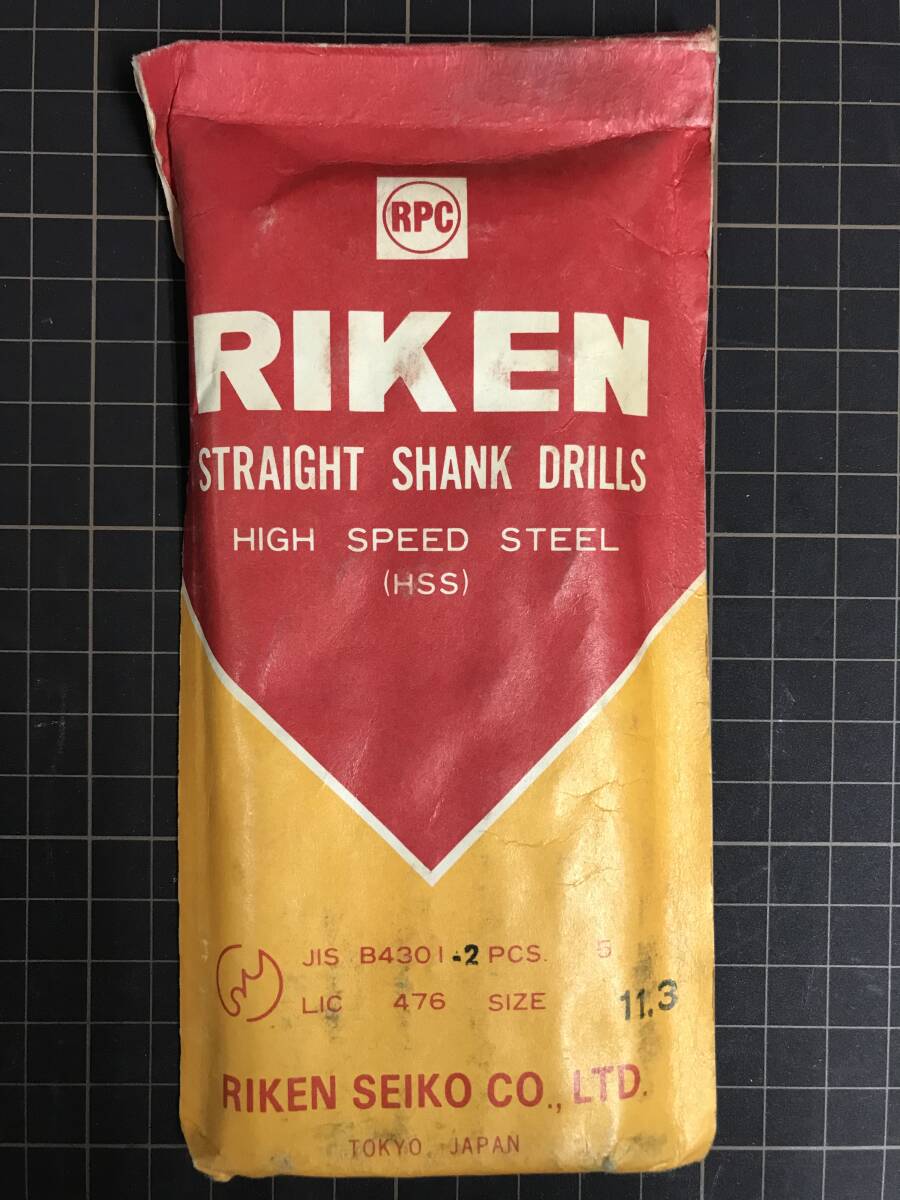 RPC
RIKEN
STRAIGHT SHANK DRILLS
HIGH SPEED STEEL
(HSS)
JIS B4301-2 PCS. 5
LIC 476 SIZE 11.3
RIKEN SEIKO CO., LTD.
TOKYO JAPAN